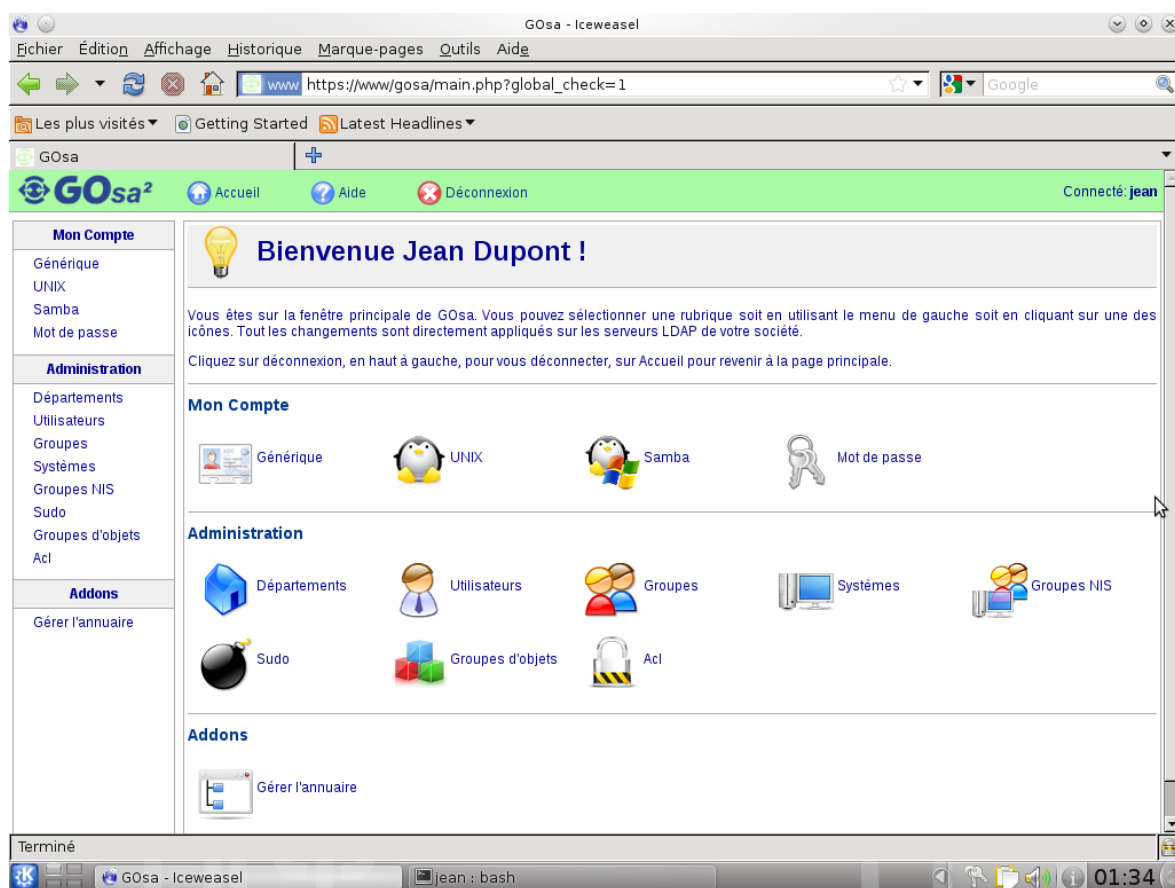 GOsa - Iceweasel
Fichier Édition Affichage Historique Marque-pages Outils Aide
www https://www/gosa/main.php?global_check=1 Google
Les plus visités Getting Started Latest Headlines
GOsa
GOsa² Accueil Aide Déconnexion Connecté: jean
Mon Compte
Générique
UNIX
Samba
Mot de passe
Administration
Départements
Utilisateurs
Groupes
Systèmes
Groupes NIS
Sudo
Groupes d'objets
Acl
Addons
Gérer l'annuaire
Bienvenue Jean Dupont !
Vous êtes sur la fenêtre principale de GOsa. Vous pouvez sélectionner une rubrique soit en utilisant le menu de gauche soit en cliquant sur une des
icônes. Tout les changements sont directement appliqués sur les serveurs LDAP de votre société.
Cliquez sur déconnexion, en haut à gauche, pour vous déconnecter, sur Accueil pour revenir à la page principale.
Mon Compte
Générique UNIX Samba Mot de passe
Administration
Départements Utilisateurs Groupes Systèmes Groupes NIS
Sudo Groupes d'objets Acl
Addons
Gérer l'annuaire
Terminé
GOsa - Iceweasel jean : bash 01:34